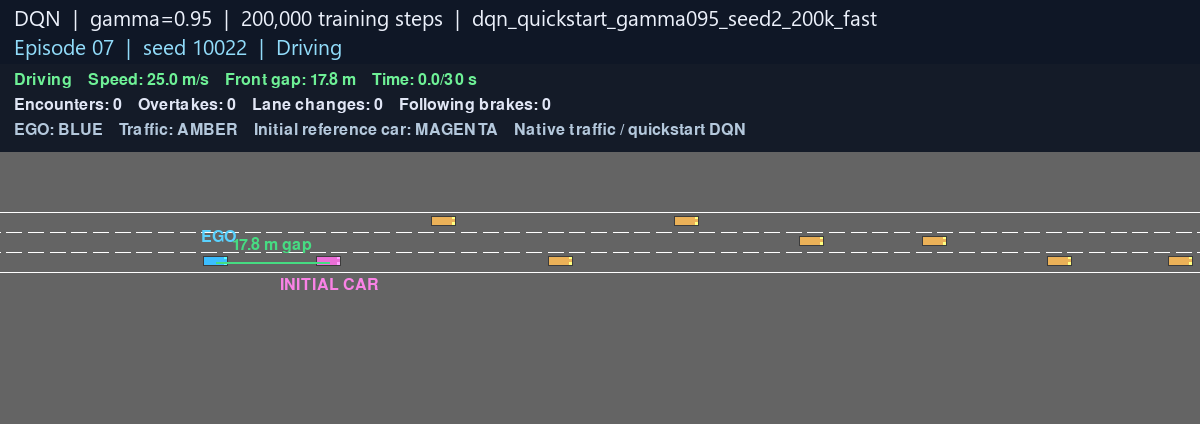 DQN | gamma=0.95 | 200,000 training steps | dqn_quickstart_gamma095_seed2_200k_fast
Episode 07 | seed 10022 | Driving
Driving Speed: 25.0 m/s Front gap: 17.8 m Time: 0.0/30 s
Encounters: 0 Overtakes: 0 Lane changes: 0 Following brakes: 0
EGO: BLUE Traffic: AMBER Initial reference car: MAGENTA Native traffic / quickstart DQN
EGO
17.8 m gap
INITIAL CAR